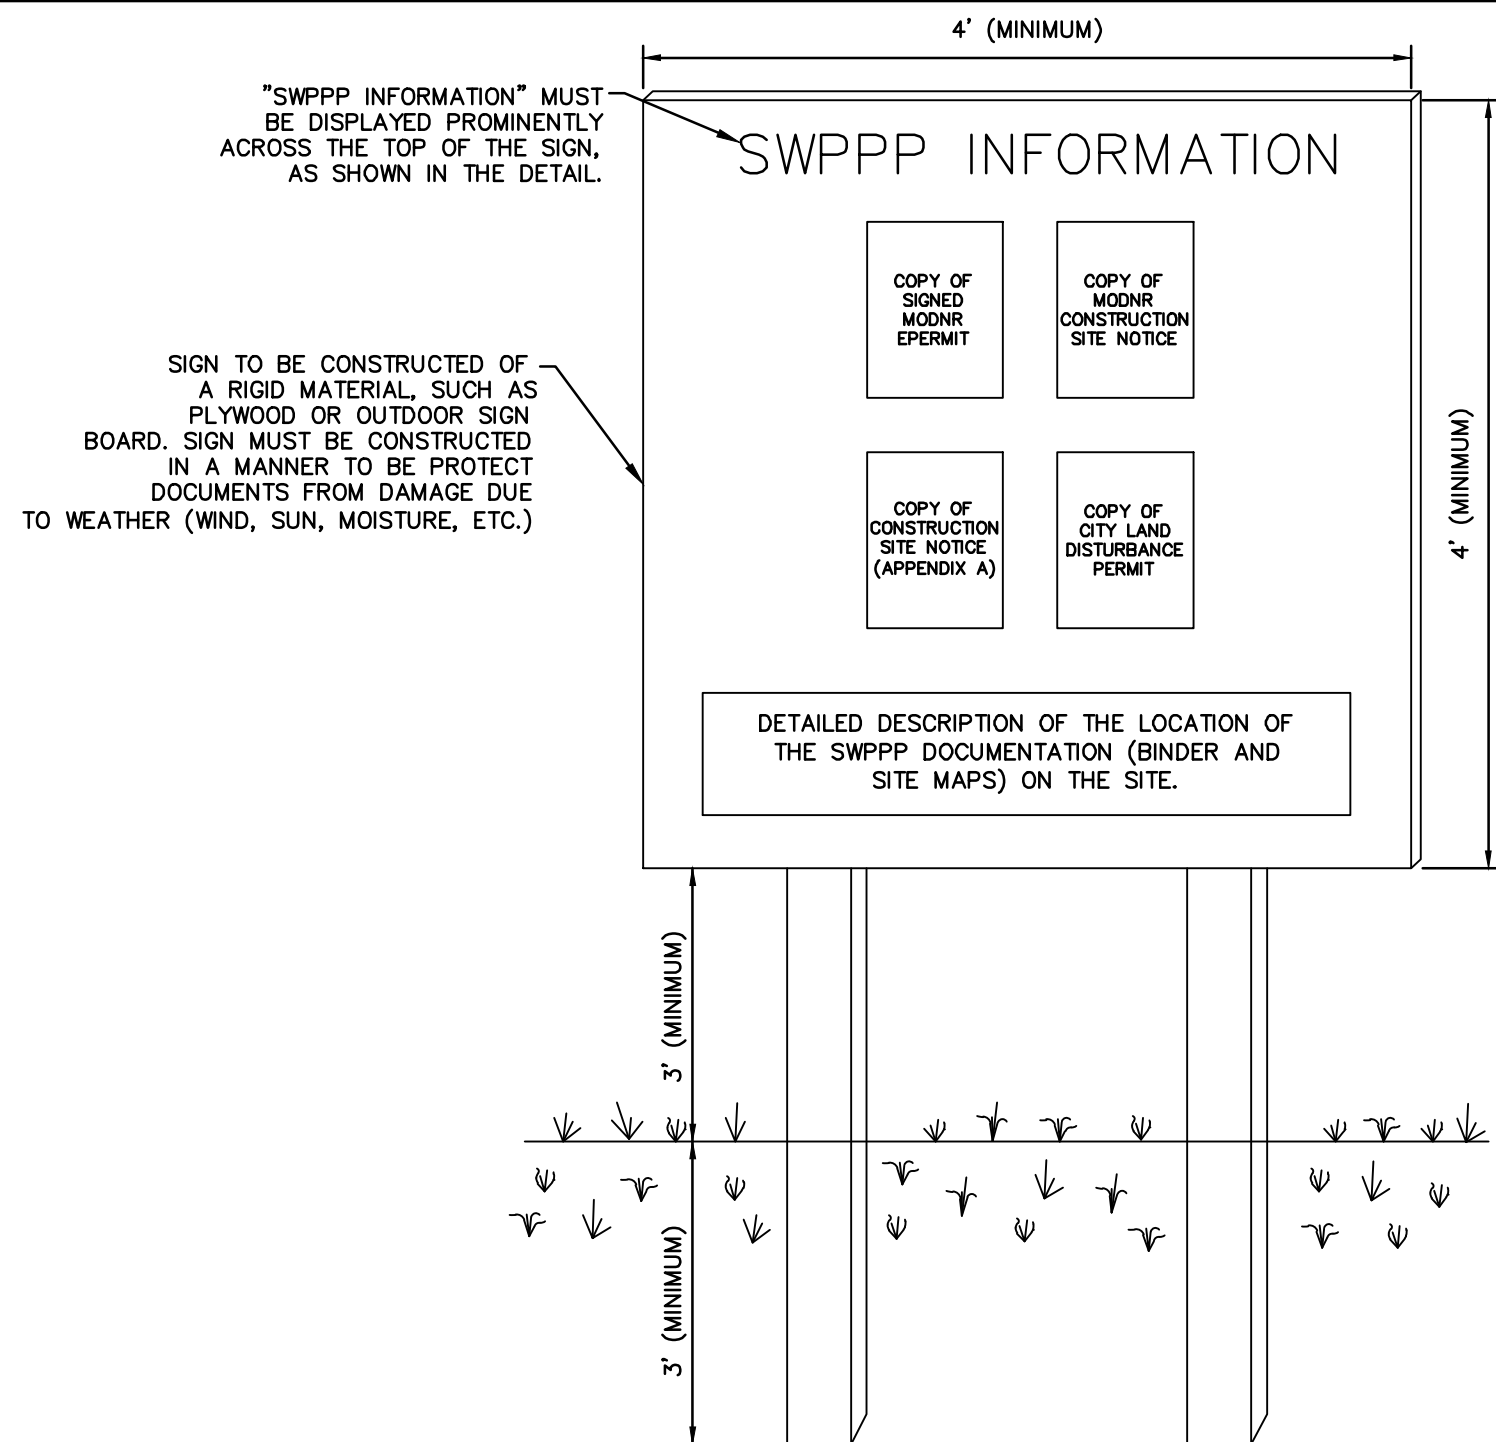 4' (MINIMUM)
"SWPPP INFORMATION" MUST
BE DISPLAYED PROMINENTLY
ACROSS THE TOP OF THE SIGN,
AS SHOWN IN THE DETAIL.
SWPPP INFORMATION
COPY OF
SIGNED
MODNR
EPERMIT
COPY OF
MODNR
CONSTRUCTION
SITE NOTICE
SIGN TO BE CONSTRUCTED OF
A RIGID MATERIAL, SUCH AS
PLYWOOD OR OUTDOOR SIGN
BOARD. SIGN MUST BE CONSTRUCTED
IN A MANNER TO BE PROTECT
DOCUMENTS FROM DAMAGE DUE
TO WEATHER (WIND, SUN, MOISTURE, ETC.)
4' (MINIMUM)
COPY OF
CONSTRUCTION
SITE NOTICE
(APPENDIX A)
COPY OF
CITY LAND
DISTURBANCE
PERMIT
DETAILED DESCRIPTION OF THE LOCATION OF
THE SWPPP DOCUMENTATION (BINDER AND
SITE MAPS) ON THE SITE.
3' (MINIMUM)
3' (MINIMUM)